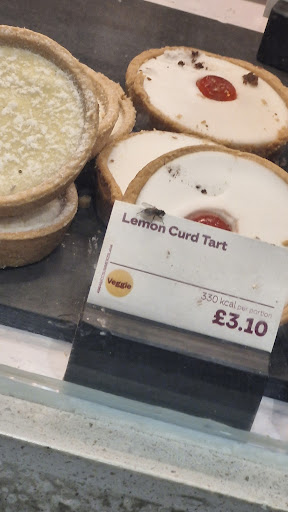 Lemon Curd Tart
Veggie
330 kcal per portion
£3.10